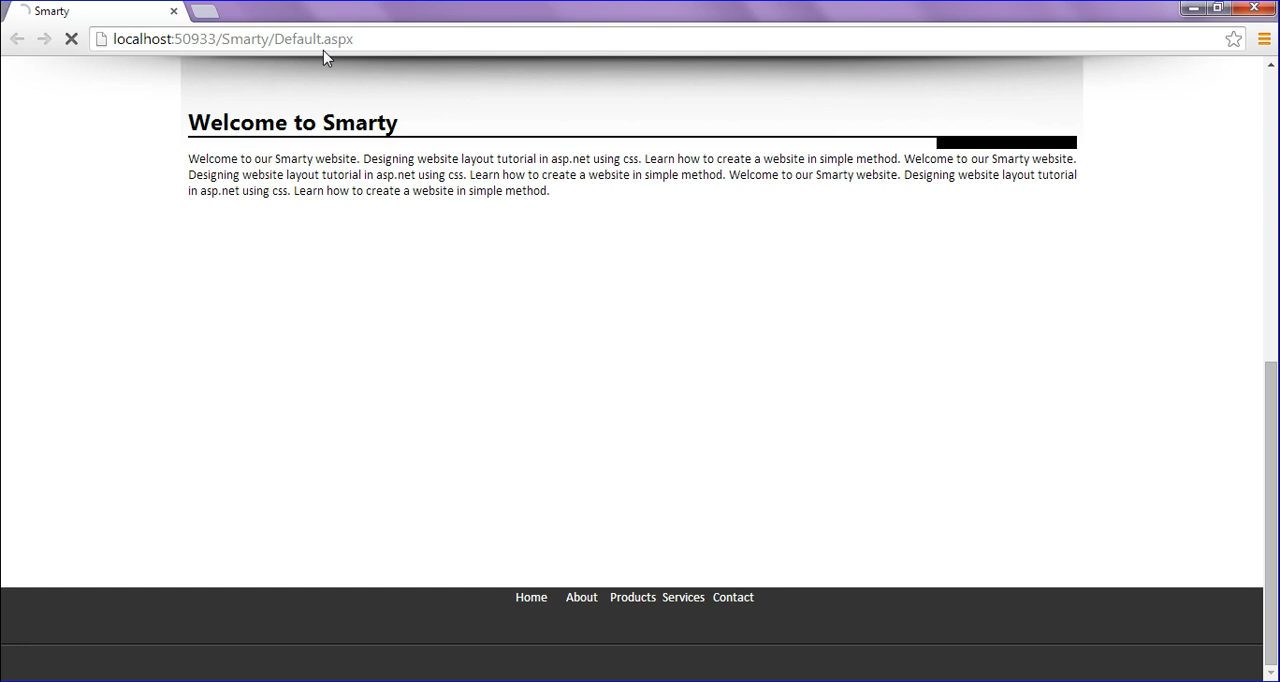 Smarty
localhost:50933/Smarty/Default.aspx
Welcome to Smarty
Welcome to our Smarty website. Designing website layout tutorial in asp.net using css. Learn how to create a website in simple method. Welcome to our Smarty website.
Designing website layout tutorial in asp.net using css. Learn how to create a website in simple method. Welcome to our Smarty website. Designing website layout tutorial
in asp.net using css. Learn how to create a website in simple method.
Home About Products Services Contact